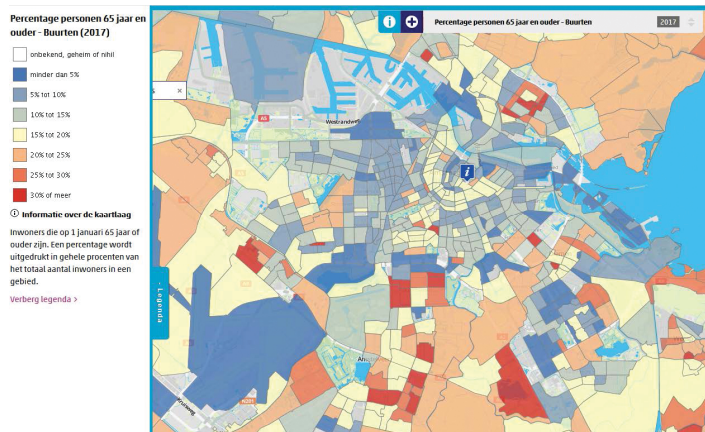 Percentage personen 65 jaar en
ouder - Buurten (2017)
onbekend, geheim of nihil
minder dan 5%
5% tot 10%
10% tot 15%
15% tot 20%
20% tot 25%
25% tot 30%
30% of meer
Informatie over de kaartlaag
Inwoners die op 1 januari 65 jaar of
ouder zijn. Een percentage wordt
uitgedrukt in gehele procenten van
het totaal aantal inwoners in een
gebied.
Verberg legenda >
Percentage personen 65 jaar en ouder - Buurten
2017
A5
Westrandweg
- Legenda
Kruisweg
N201